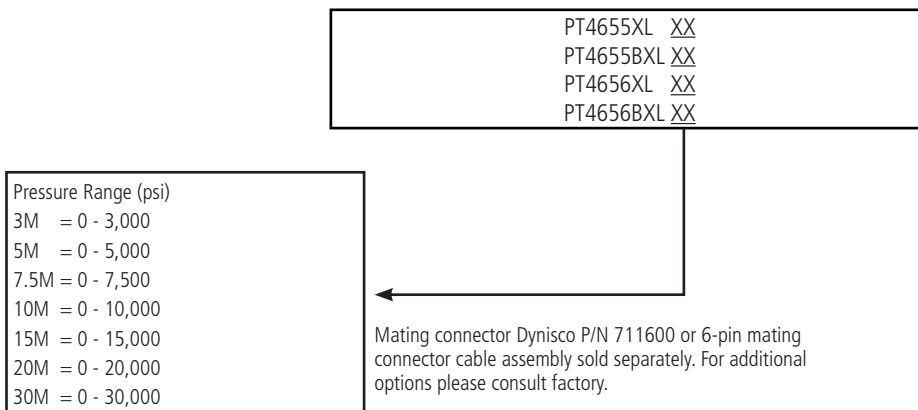 PT4655XL XX
PT4655BXL XX
PT4656XL XX
PT4656BXL XX
Pressure Range (psi)
3M = 0 - 3,000
5M = 0 - 5,000
7.5M = 0 - 7,500
10M = 0 - 10,000
15M = 0 - 15,000
20M = 0 - 20,000
30M = 0 - 30,000
Mating connector Dynisco P/N 711600 or 6-pin mating
connector cable assembly sold separately. For additional
options please consult factory.